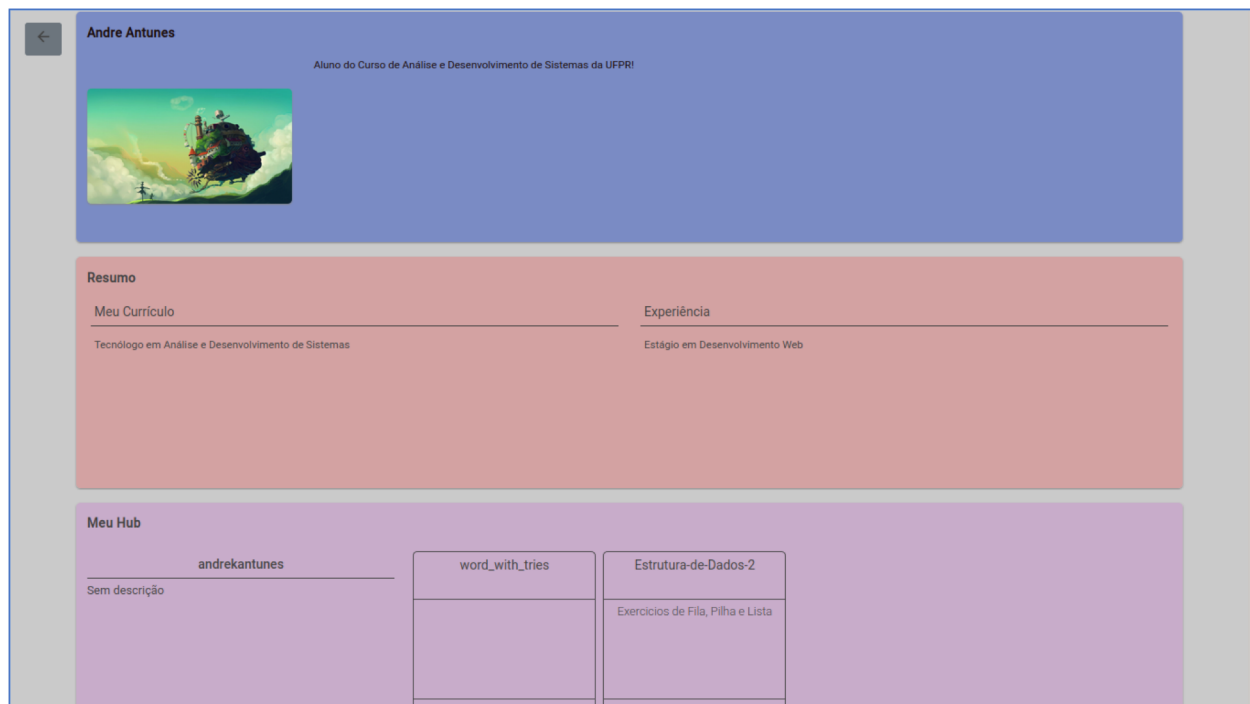 Andre Antunes
Aluno do Curso de Análise e Desenvolvimento de Sistemas da UFPR!
Resumo
Meu Currículo
Tecnólogo em Análise e Desenvolvimento de Sistemas
Experiência
Estágio em Desenvolvimento Web
Meu Hub
andrekantunes
Sem descrição
word_with_tries
Estrutura-de-Dados-2
Exercicios de Fila, Pilha e Lista